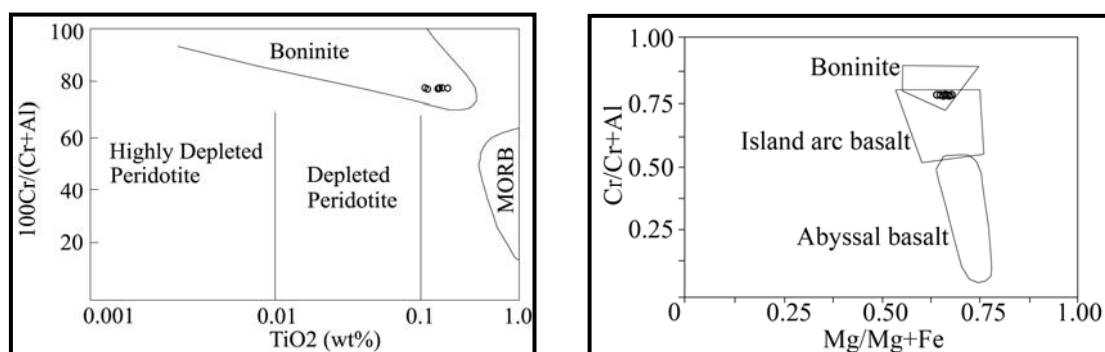 100
80
60
40
20
100Cr/(Cr+Al)
Boninite
Highly Depleted
Peridotite
Depleted
Peridotite
MORB
0.001
0.01
0.1
1.0
TiO2 (wt%)
1.00
0.75
0.50
0.25
Cr/Cr+Al
Boninite
Island arc basalt
Abyssal basalt
0
0.25
0.50
0.75
1.00
Mg/Mg+Fe